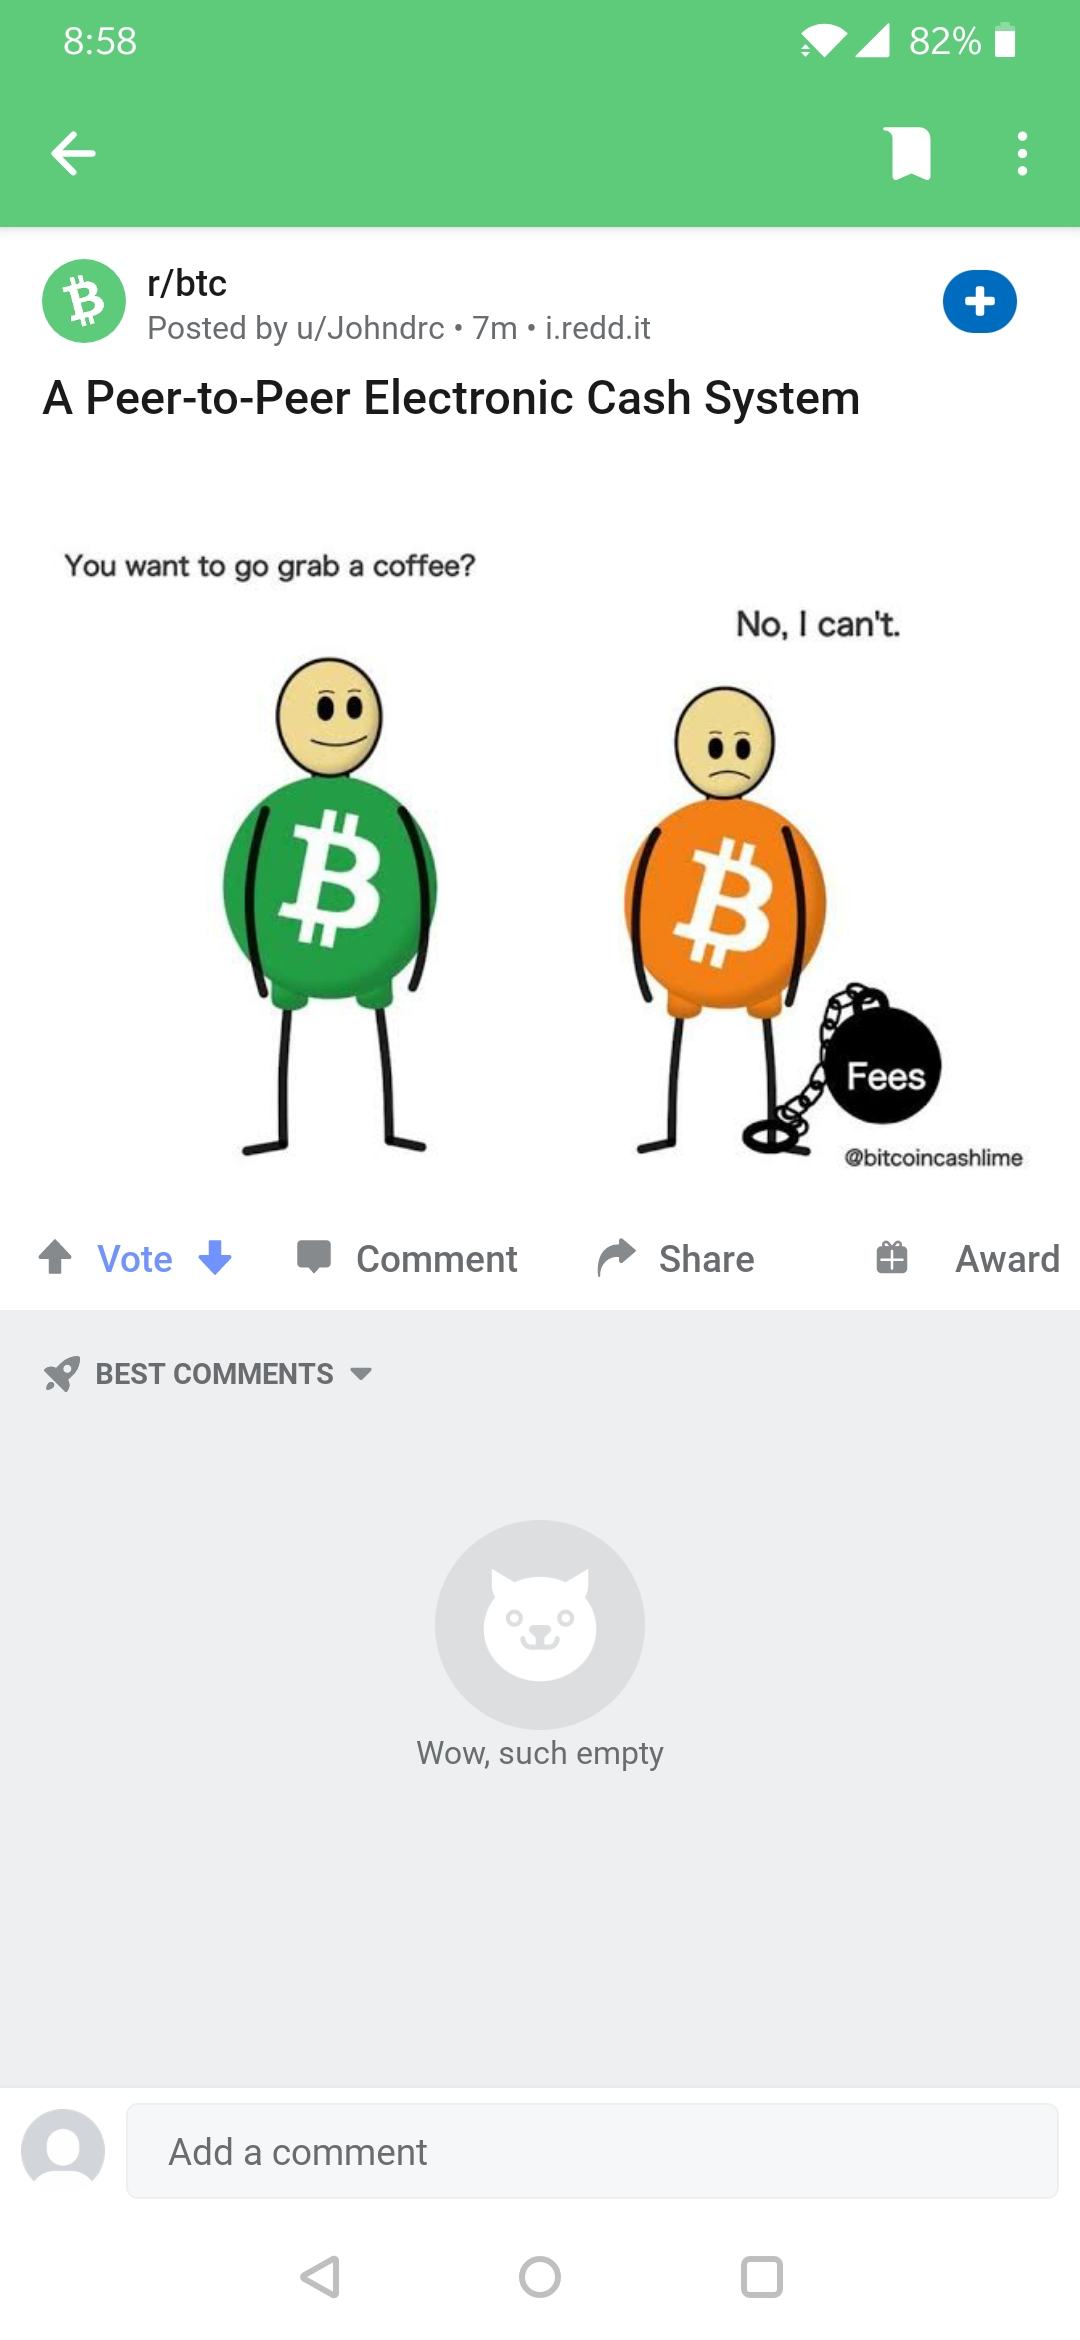 8:58
82%
r/btc
Posted by u/Johndrc • 7m • i.redd.it
A Peer-to-Peer Electronic Cash System
You want to go grab a coffee?
No, I can't.
Fees
@bitcoincashlime
Vote
Comment
Share
Award
BEST COMMENTS
Wow, such empty
Add a comment